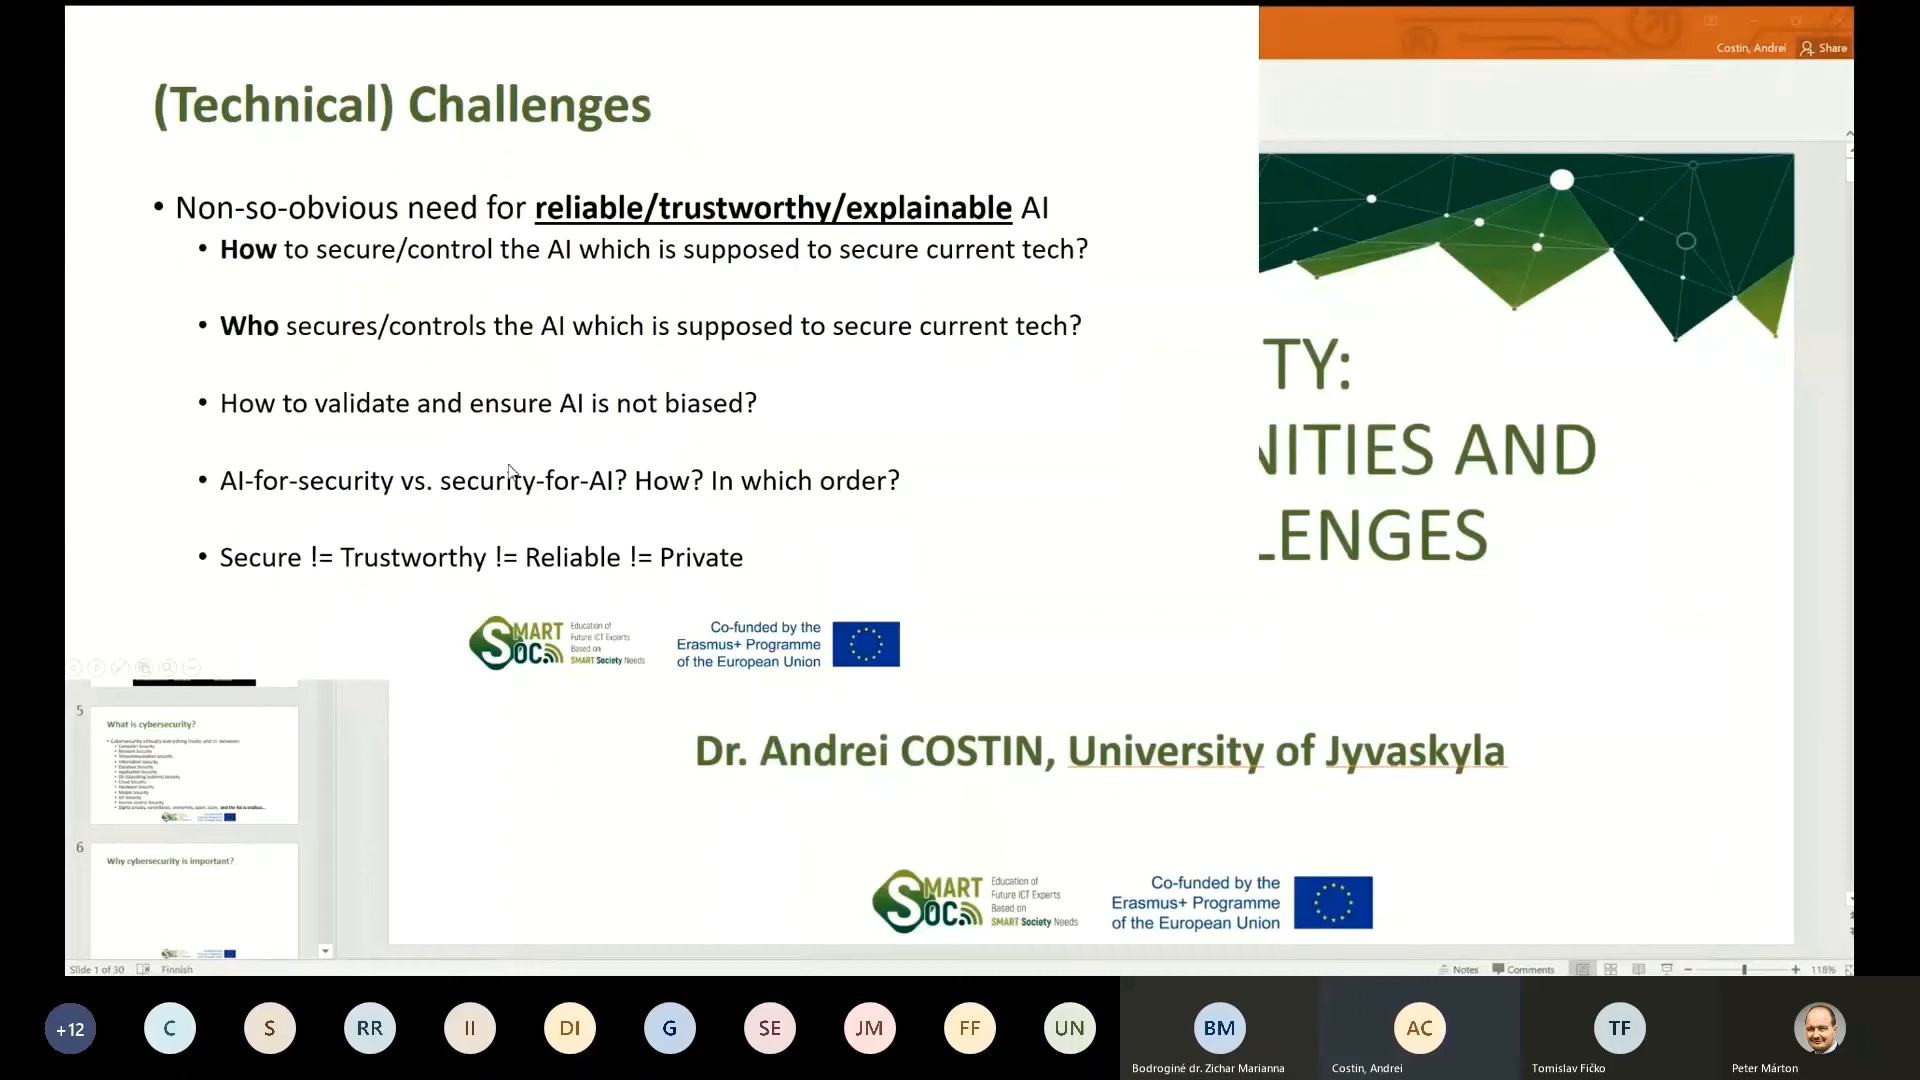 Costin, Andrei
Share
(Technical) Challenges
• Non-so-obvious need for reliable/trustworthy/explainable AI
• How to secure/control the AI which is supposed to secure current tech?
• Who secures/controls the AI which is supposed to secure current tech?
• How to validate and ensure AI is not biased?
• AI-for-security vs. security-for-AI? How? In which order?
• Secure != Trustworthy != Reliable != Private
SMART SOC
Education of
Future ICT Experts
Based on
SMART Society Needs
Co-funded by the
Erasmus+ Programme
of the European Union
TY:
NITIES AND
LENGES
Dr. Andrei COSTIN, University of Jyvaskyla
SMART SOC
Education of
Future ICT Experts
Based on
SMART Society Needs
Co-funded by the
Erasmus+ Programme
of the European Union
5
What is cybersecurity?
6
Why cybersecurity is important?
Slide 1 of 30
Finnish
Notes
Comments
118%
+12
C
S
RR
II
DI
G
SE
JM
FF
UN
BM
Bodroginé dr. Zichar Marianna
AC
Costin, Andrei
TF
Tomislav Fičko
Peter Márton